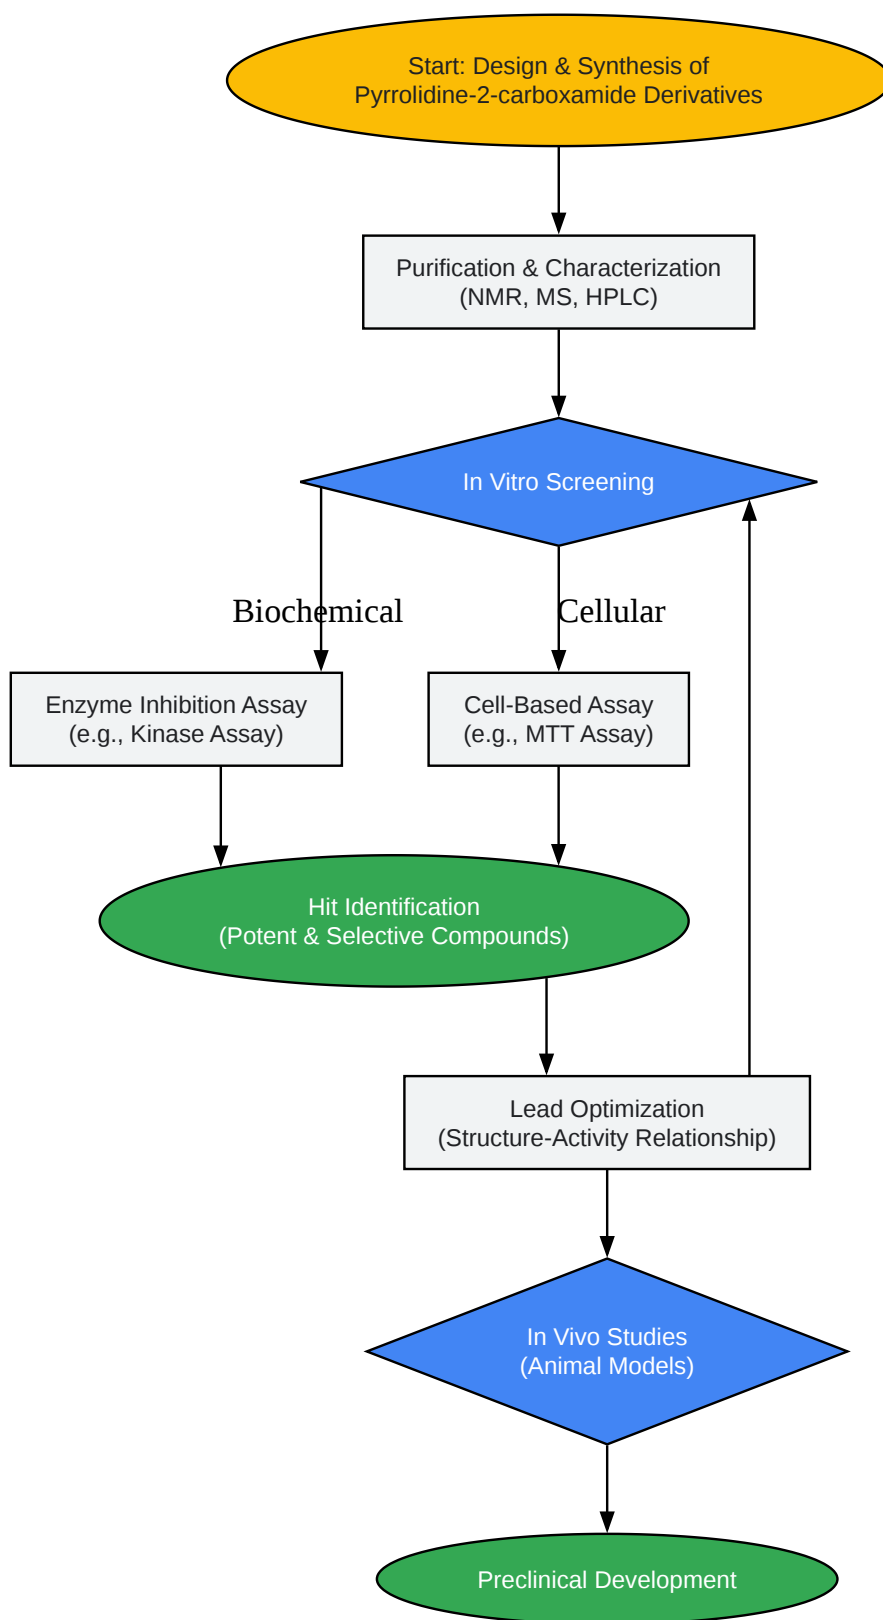 Start: Design & Synthesis of
Pyrrolidine-2-carboxamide Derivatives
Purification & Characterization
(NMR, MS, HPLC)
In Vitro Screening
Biochemical
Cellular
Enzyme Inhibition Assay
(e.g., Kinase Assay)
Cell-Based Assay
(e.g., MTT Assay)
Hit Identification
(Potent & Selective Compounds)
Lead Optimization
(Structure-Activity Relationship)
In Vivo Studies
(Animal Models)
Preclinical Development